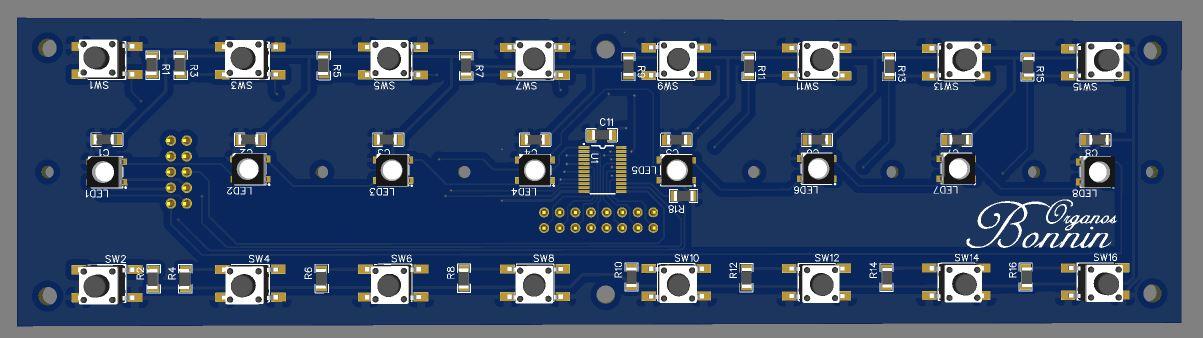 R1 R3 R5 R7 R9 R11 R13 R15
SW1 SW3 SW5 SW7 SW9 SW11 SW13 SW15
C11
C1 C2 C3 C4 U1 C5 C6 C7 C8
LED1 LED2 LED3 LED4 LED5 LED6 LED7 LED8
R18
Organos
Bonnin
SW2 SW4 SW6 SW8 SW10 SW12 SW14 SW16
R2 R4 R6 R8 R10 R12 R14 R16